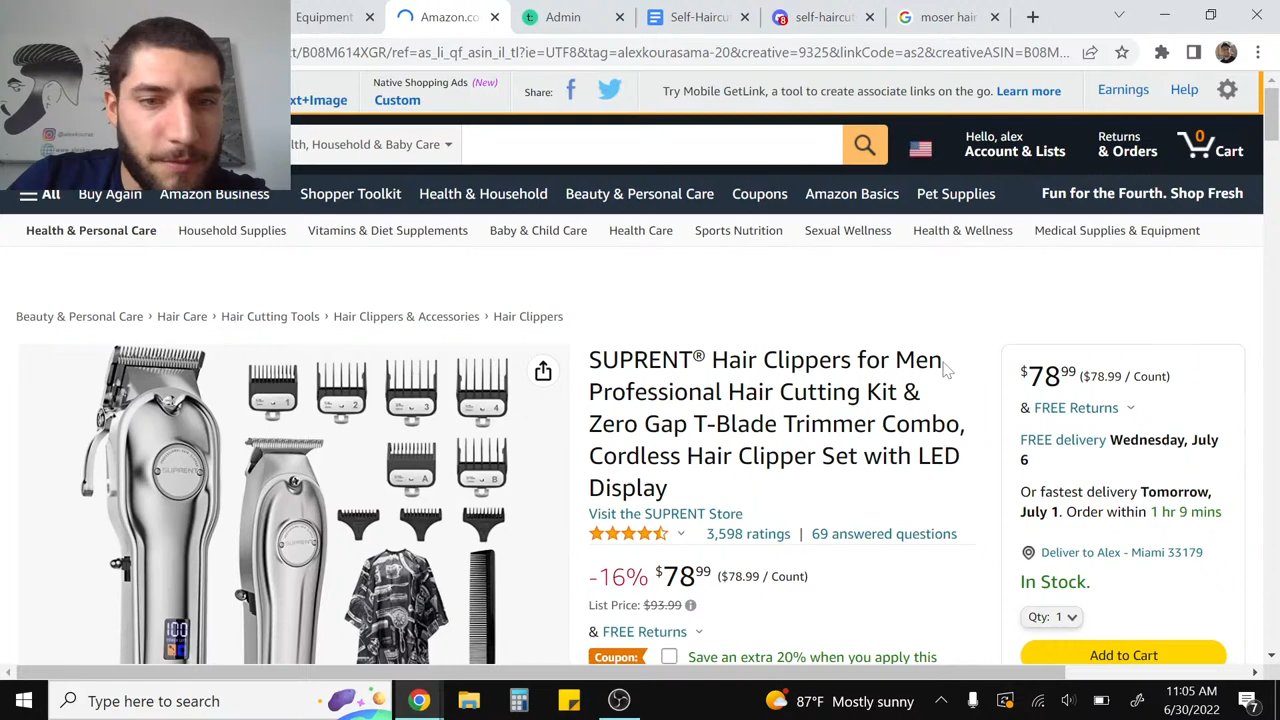 Equipment
Amazon.co
Admin
Self-Haircu
self-haircut
moser hair
ct/B08M614XGR/ref=as_li_qf_asin_il_tl?ie=UTF8&tag=alexkourasama-20&creative=9325&linkCode=as2&creativeASIN=B08M...
Native Shopping Ads (New)
xt+Image
Custom
Share:
Try Mobile GetLink, a tool to create associate links on the go. Learn more
Earnings
Help
lth, Household & Baby Care
Hello, alex
Account & Lists
Returns
& Orders
0
Cart
All
Buy Again
Amazon Business
Shopper Toolkit
Health & Household
Beauty & Personal Care
Coupons
Amazon Basics
Pet Supplies
Fun for the Fourth. Shop Fresh
Health & Personal Care
Household Supplies
Vitamins & Diet Supplements
Baby & Child Care
Health Care
Sports Nutrition
Sexual Wellness
Health & Wellness
Medical Supplies & Equipment
Beauty & Personal Care › Hair Care › Hair Cutting Tools › Hair Clippers & Accessories › Hair Clippers
1
2
3
4
A
B
SUPRENT
100
SUPRENT® Hair Clippers for Men,
Professional Hair Cutting Kit &
Zero Gap T-Blade Trimmer Combo,
Cordless Hair Clipper Set with LED
Display
Visit the SUPRENT Store
3,598 ratings | 69 answered questions
-16% $78 99 ($78.99 / Count)
List Price: $93.99
& FREE Returns
Coupon: Save an extra 20% when you apply this
$78 99 ($78.99 / Count)
& FREE Returns
FREE delivery Wednesday, July
6
Or fastest delivery Tomorrow,
July 1. Order within 1 hr 9 mins
Deliver to Alex - Miami 33179
In Stock.
Qty: 1
Add to Cart
Type here to search
87°F Mostly sunny
11:05 AM
6/30/2022
7